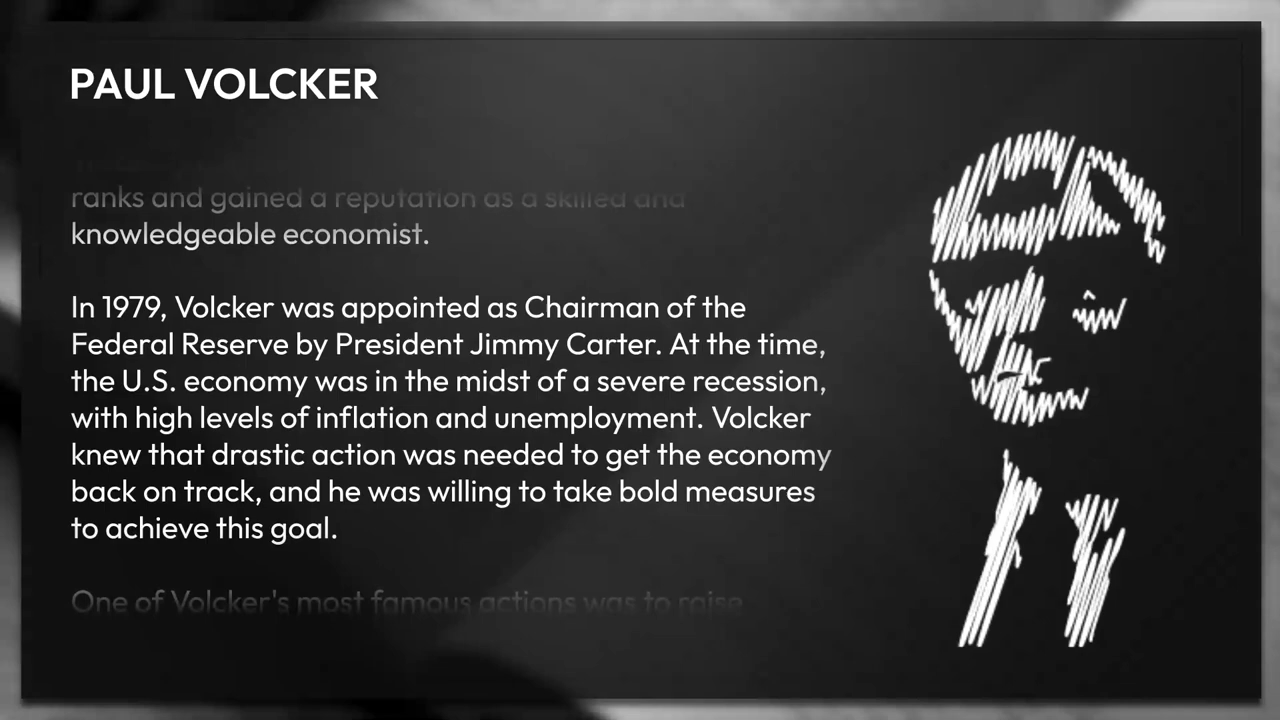 PAUL VOLCKER
ranks and gained a reputation as a skilled and
knowledgeable economist.
In 1979, Volcker was appointed as Chairman of the
Federal Reserve by President Jimmy Carter. At the time,
the U.S. economy was in the midst of a severe recession,
with high levels of inflation and unemployment. Volcker
knew that drastic action was needed to get the economy
back on track, and he was willing to take bold measures
to achieve this goal.
One of Volcker's most famous actions was to raise